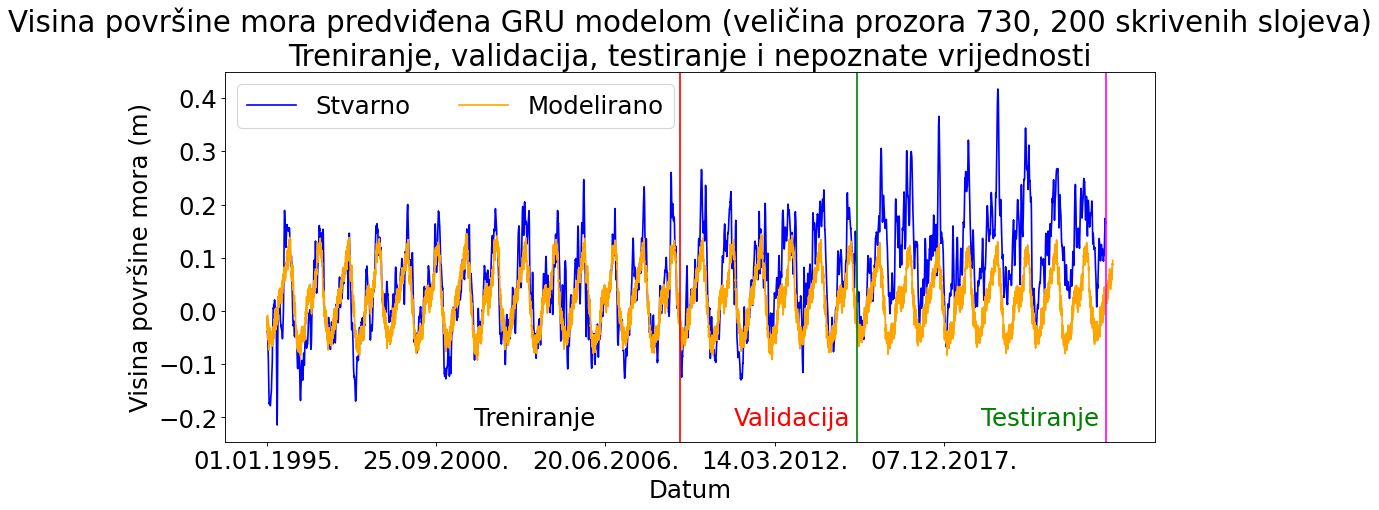 Visina površine mora predviđena GRU modelom (veličina prozora 730, 200 skrivenih slojeva)
Treniranje, validacija, testiranje i nepoznate vrijednosti
Stvarno
Modelirano
Visina površine mora (m)
0.4
0.3
0.2
0.1
0.0
−0.1
−0.2
Treniranje
Validacija
Testiranje
01.01.1995.
25.09.2000.
20.06.2006.
14.03.2012.
07.12.2017.
Datum